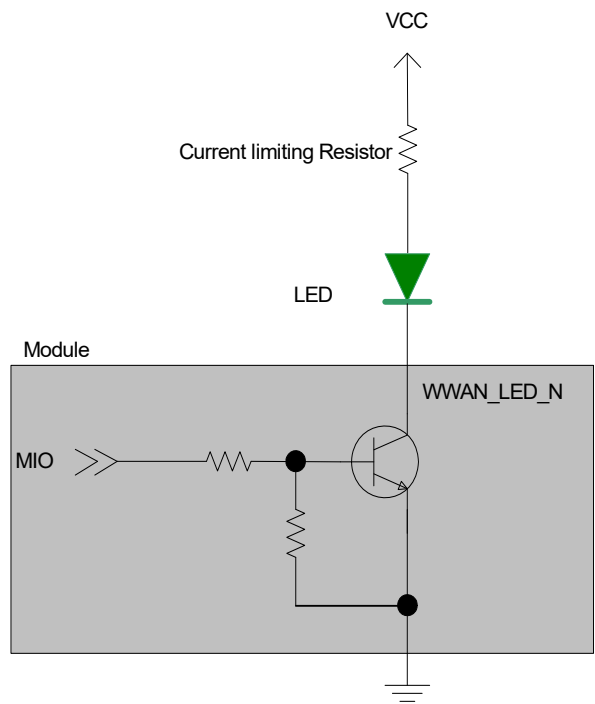 VCC
Current limiting Resistor
LED
Module
WWAN_LED_N
MIO